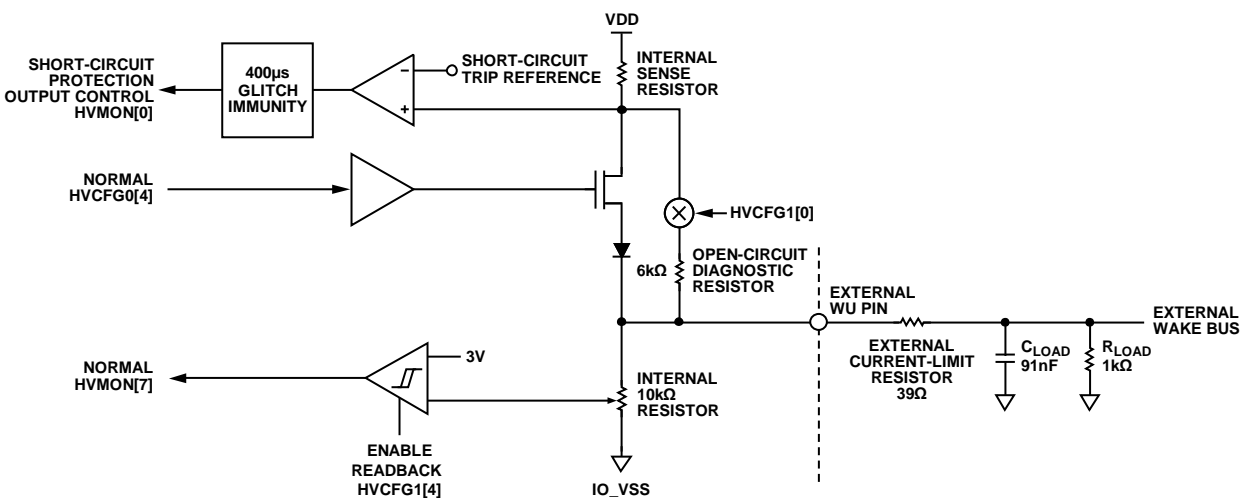 VDD
SHORT-CIRCUIT
PROTECTION
OUTPUT CONTROL
HVMON[0]
400µs
GLITCH
IMMUNITY
–
+
SHORT-CIRCUIT
TRIP REFERENCE
INTERNAL
SENSE
RESISTOR
NORMAL
HVCFG0[4]
HVCFG1[0]
6kΩ
OPEN-CIRCUIT
DIAGNOSTIC
RESISTOR
EXTERNAL
WU PIN
EXTERNAL
WAKE BUS
EXTERNAL
CURRENT-LIMIT
RESISTOR
39Ω
CLOAD
91nF
RLOAD
1kΩ
NORMAL
HVMON[7]
3V
INTERNAL
10kΩ
RESISTOR
ENABLE
READBACK
HVCFG1[4]
IO_VSS